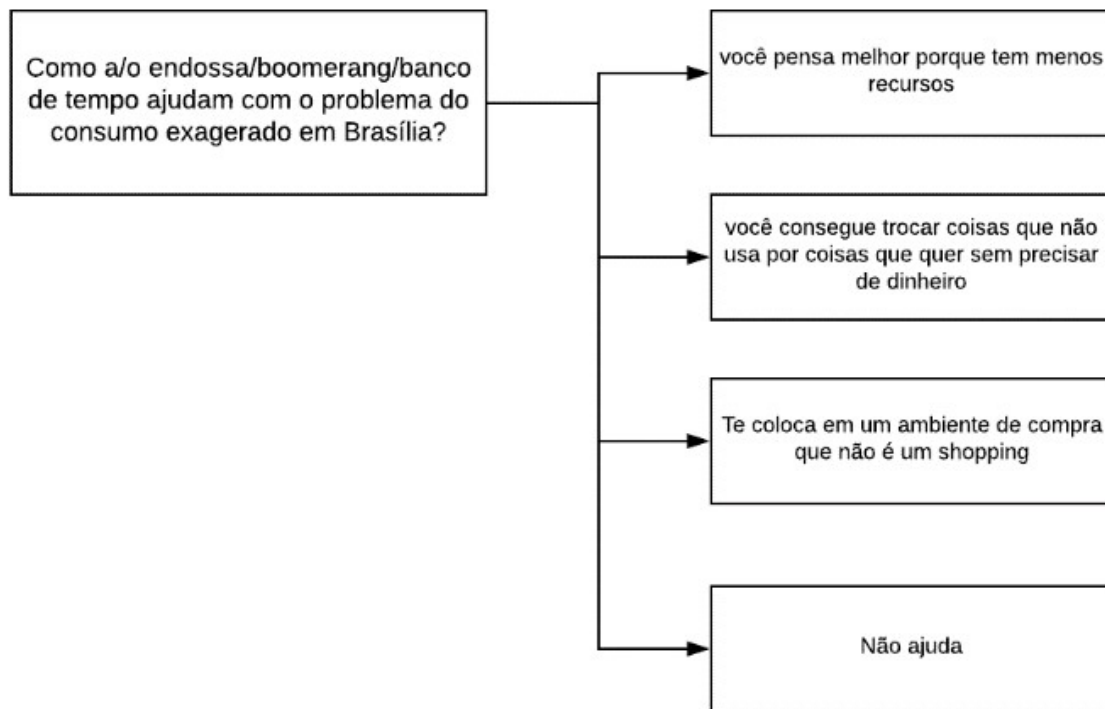 Como a/o endossa/boomerang/banco
de tempo ajudam com o problema do
consumo exagerado em Brasília?
você pensa melhor porque tem menos
recursos
você consegue trocar coisas que não
usa por coisas que quer sem precisar
de dinheiro
Te coloca em um ambiente de compra
que não é um shopping
Não ajuda